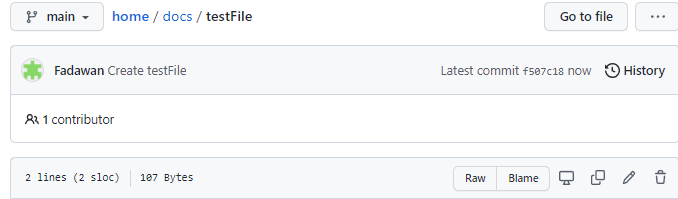 main home / docs / testFile Go to file ...
Fadawan Create testFile Latest commit f507c18 now History
1 contributor
2 lines (2 sloc) 107 Bytes Raw Blame